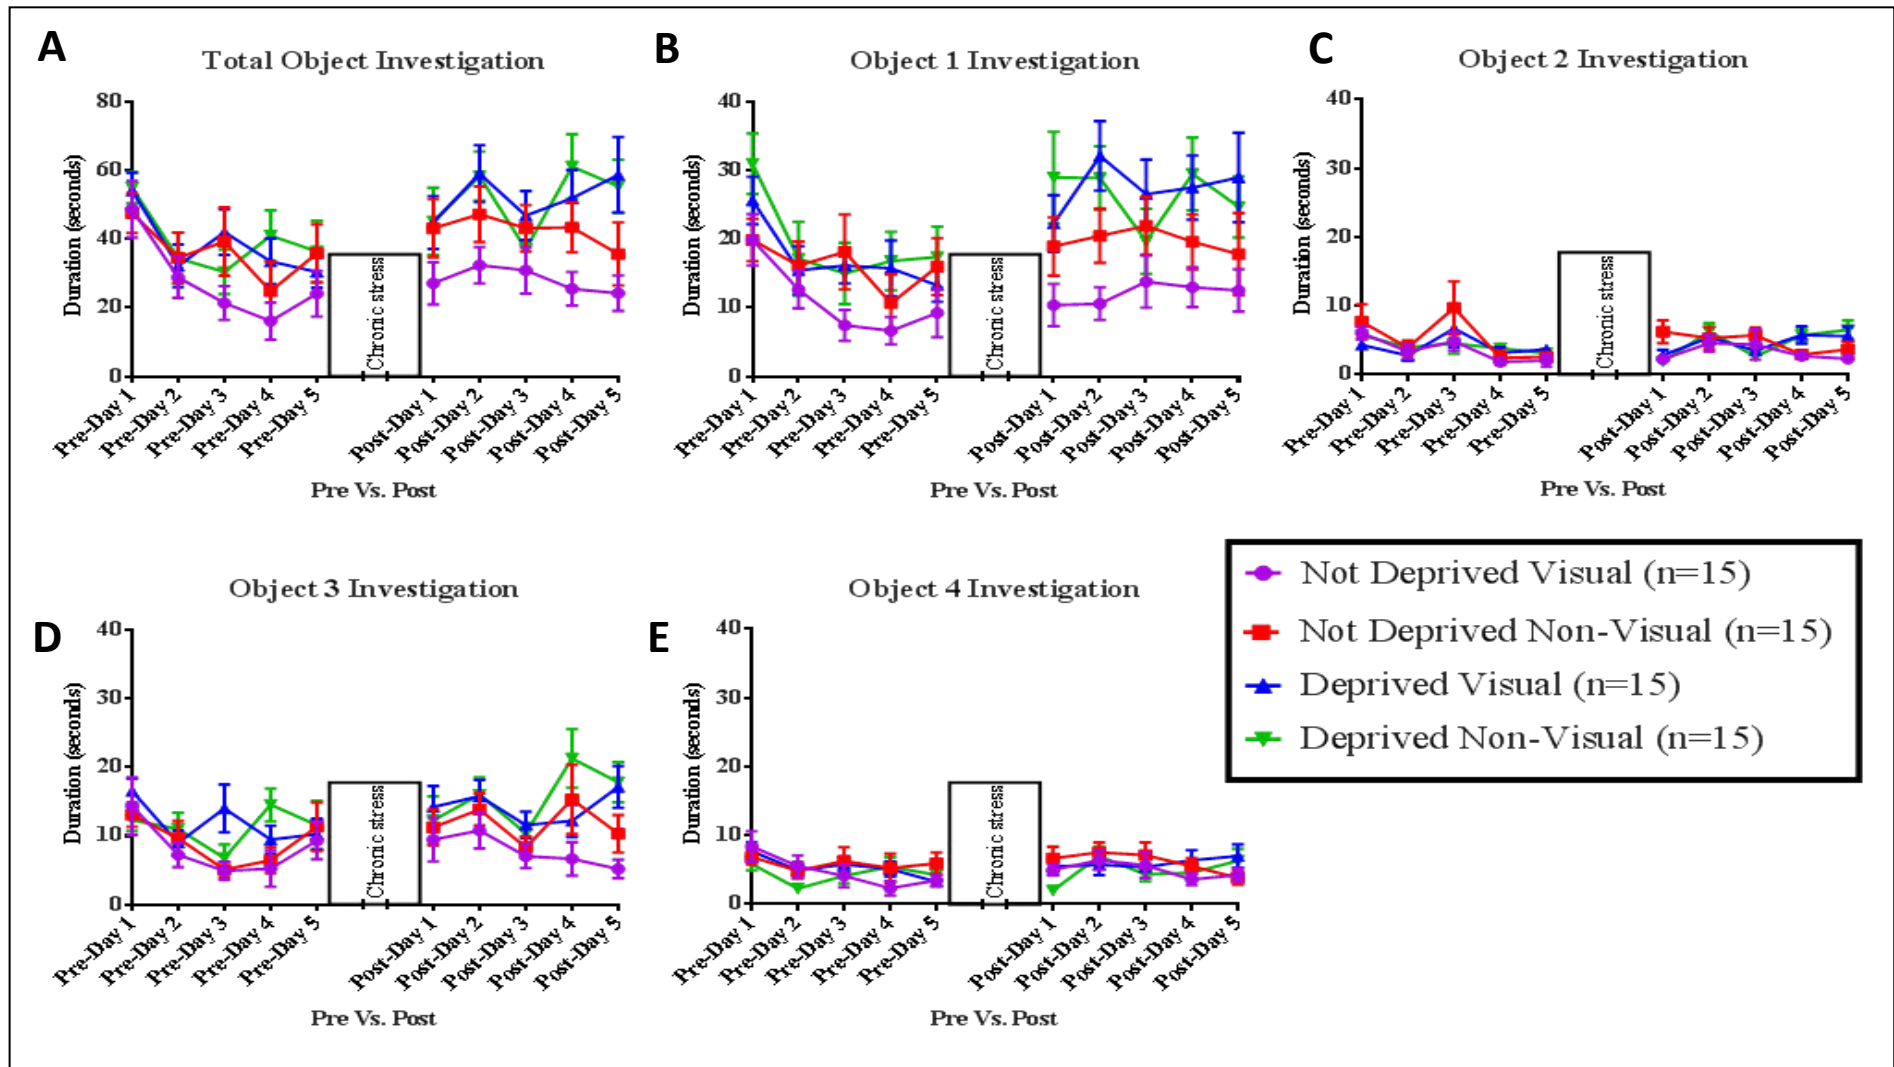 A
Total Object Investigation
80
60
40
20
0
Duration (seconds)
Chronic stress
Pre-Day 1
Pre-Day 2
Pre-Day 3
Pre-Day 4
Pre-Day 5
Post-Day 1
Post-Day 2
Post-Day 3
Post-Day 4
Post-Day 5
Pre Vs. Post
B
Object 1 Investigation
40
30
20
10
0
Duration (seconds)
Chronic stress
Pre-Day 1
Pre-Day 2
Pre-Day 3
Pre-Day 4
Pre-Day 5
Post-Day 1
Post-Day 2
Post-Day 3
Post-Day 4
Post-Day 5
Pre Vs. Post
C
Object 2 Investigation
40
30
20
10
0
Duration (seconds)
Chronic stress
Pre-Day 1
Pre-Day 2
Pre-Day 3
Pre-Day 4
Pre-Day 5
Post-Day 1
Post-Day 2
Post-Day 3
Post-Day 4
Post-Day 5
Pre Vs. Post
D
Object 3 Investigation
40
30
20
10
0
Duration (seconds)
Chronic stress
Pre-Day 1
Pre-Day 2
Pre-Day 3
Pre-Day 4
Pre-Day 5
Post-Day 1
Post-Day 2
Post-Day 3
Post-Day 4
Post-Day 5
Pre Vs. Post
E
Object 4 Investigation
40
30
20
10
0
Duration (seconds)
Chronic stress
Pre-Day 1
Pre-Day 2
Pre-Day 3
Pre-Day 4
Pre-Day 5
Post-Day 1
Post-Day 2
Post-Day 3
Post-Day 4
Post-Day 5
Pre Vs. Post
Not Deprived Visual (n=15)
Not Deprived Non-Visual (n=15)
Deprived Visual (n=15)
Deprived Non-Visual (n=15)